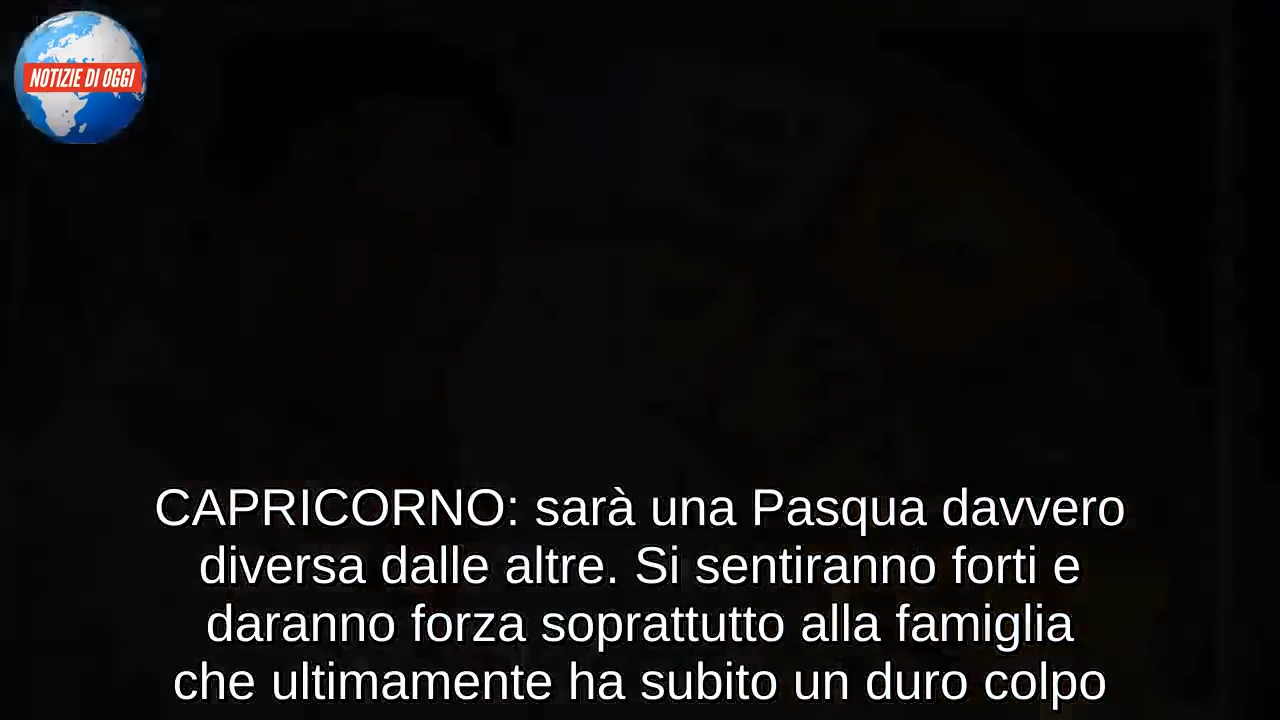 NOTIZIE DI OGGI
CAPRICORNO: sarà una Pasqua davvero
diversa dalle altre. Si sentiranno forti e
daranno forza soprattutto alla famiglia
che ultimamente ha subito un duro colpo